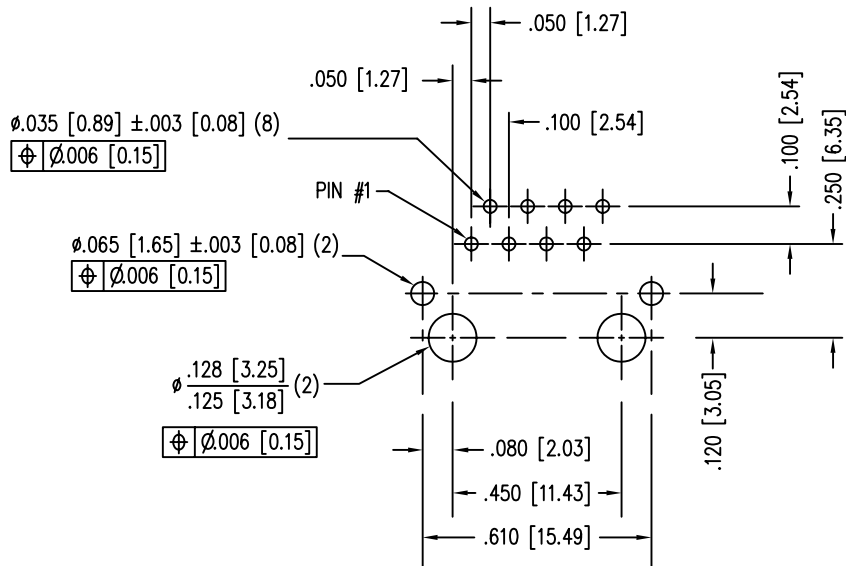 .050 [1.27]
.050 [1.27]
⌀.035 [0.89] ±.003 [0.08] (8)
⌖ ⌀.006 [0.15]
.100 [2.54]
.100 [2.54]
.250 [6.35]
PIN #1
⌀.065 [1.65] ±.003 [0.08] (2)
⌖ ⌀.006 [0.15]
⌀ .128 [3.25]
.125 [3.18] (2)
⌖ ⌀.006 [0.15]
.120 [3.05]
.080 [2.03]
.450 [11.43]
.610 [15.49]